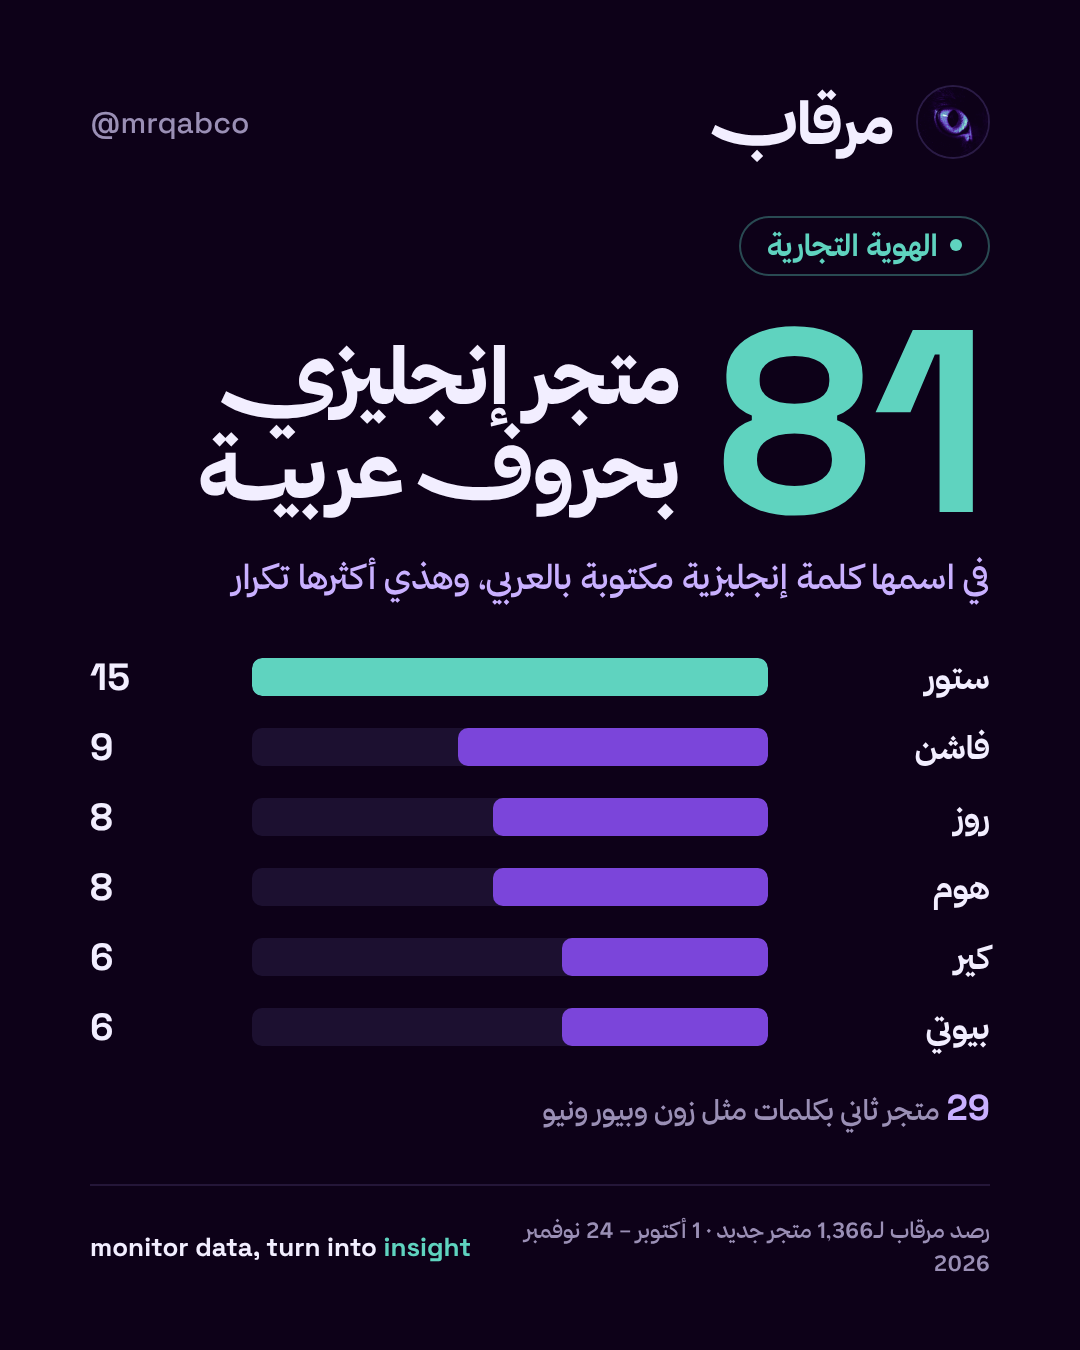 مرقاب
@mrqabco
الهوية التجارية
81
متجر إنجليزي
بحروف عربية
في اسمها كلمة إنجليزية مكتوبة بالعربي، وهذي أكثرها تكرار
ستور 15
فاشن 9
روز 8
هوم 8
كير 6
بيوتي 6
29 متجر ثاني بكلمات مثل زون وبيور ونيو
رصد مرقاب لـ1,366 متجر جديد · 1 أكتوبر – 24 نوفمبر
2026
monitor data, turn into insight